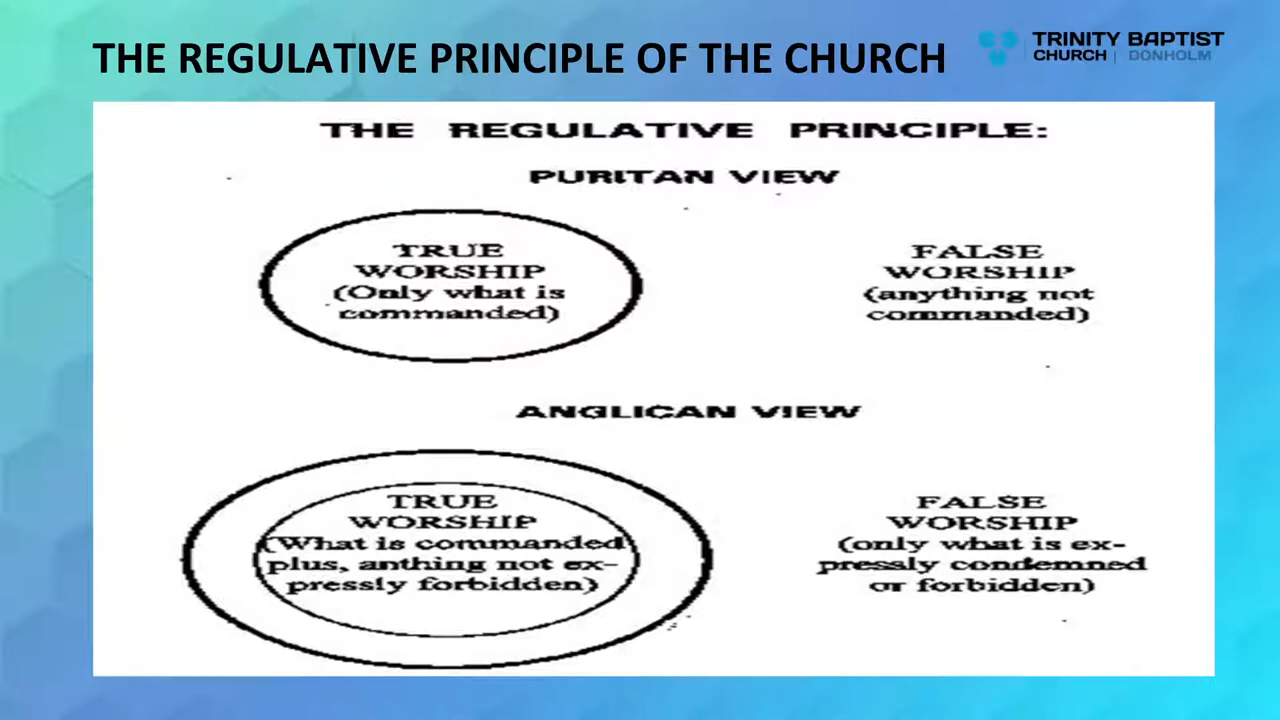 THE REGULATIVE PRINCIPLE OF THE CHURCH
TRINITY BAPTIST
CHURCH | DONHOLM
THE REGULATIVE PRINCIPLE:
PURITAN VIEW
TRUE
WORSHIP
(Only what is
commanded)
FALSE
WORSHIP
(anything not
commanded)
ANGLICAN VIEW
TRUE
WORSHIP
(What is commanded
plus, anthing not ex-
pressly forbidden)
FALSE
WORSHIP
(only what is ex-
pressly condemned
or forbidden)